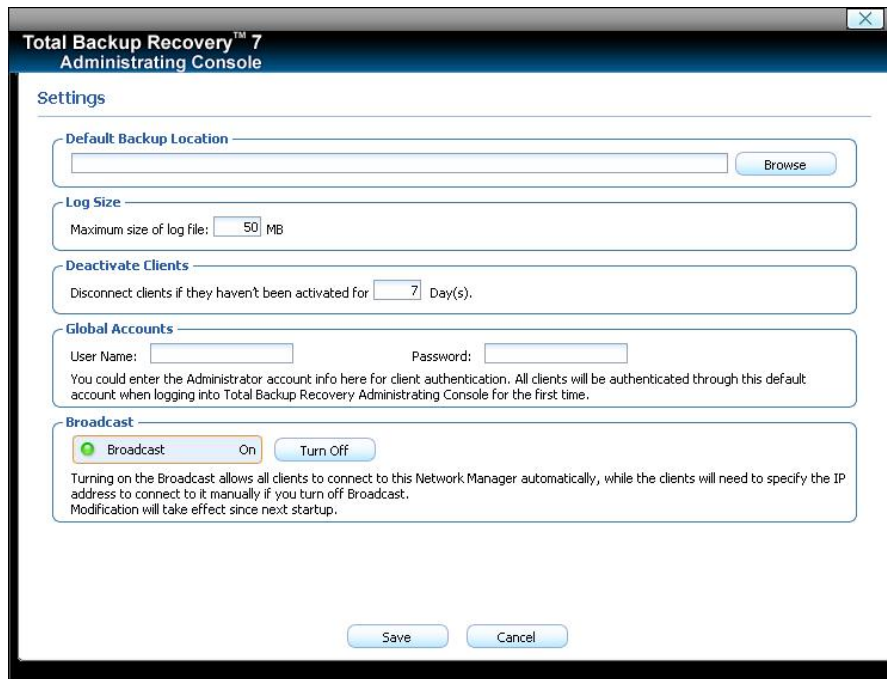 Total Backup Recovery™ 7
Administrating Console
Settings
Default Backup Location
Browse
Log Size
Maximum size of log file: 50 MB
Deactivate Clients
Disconnect clients if they haven't been activated for 7 Day(s).
Global Accounts
User Name: Password:
You could enter the Administrator account info here for client authentication. All clients will be authenticated through this default
account when logging into Total Backup Recovery Administrating Console for the first time.
Broadcast
Broadcast On Turn Off
Turning on the Broadcast allows all clients to connect to this Network Manager automatically, while the clients will need to specify the IP
address to connect to it manually if you turn off Broadcast.
Modification will take effect since next startup.
Save Cancel